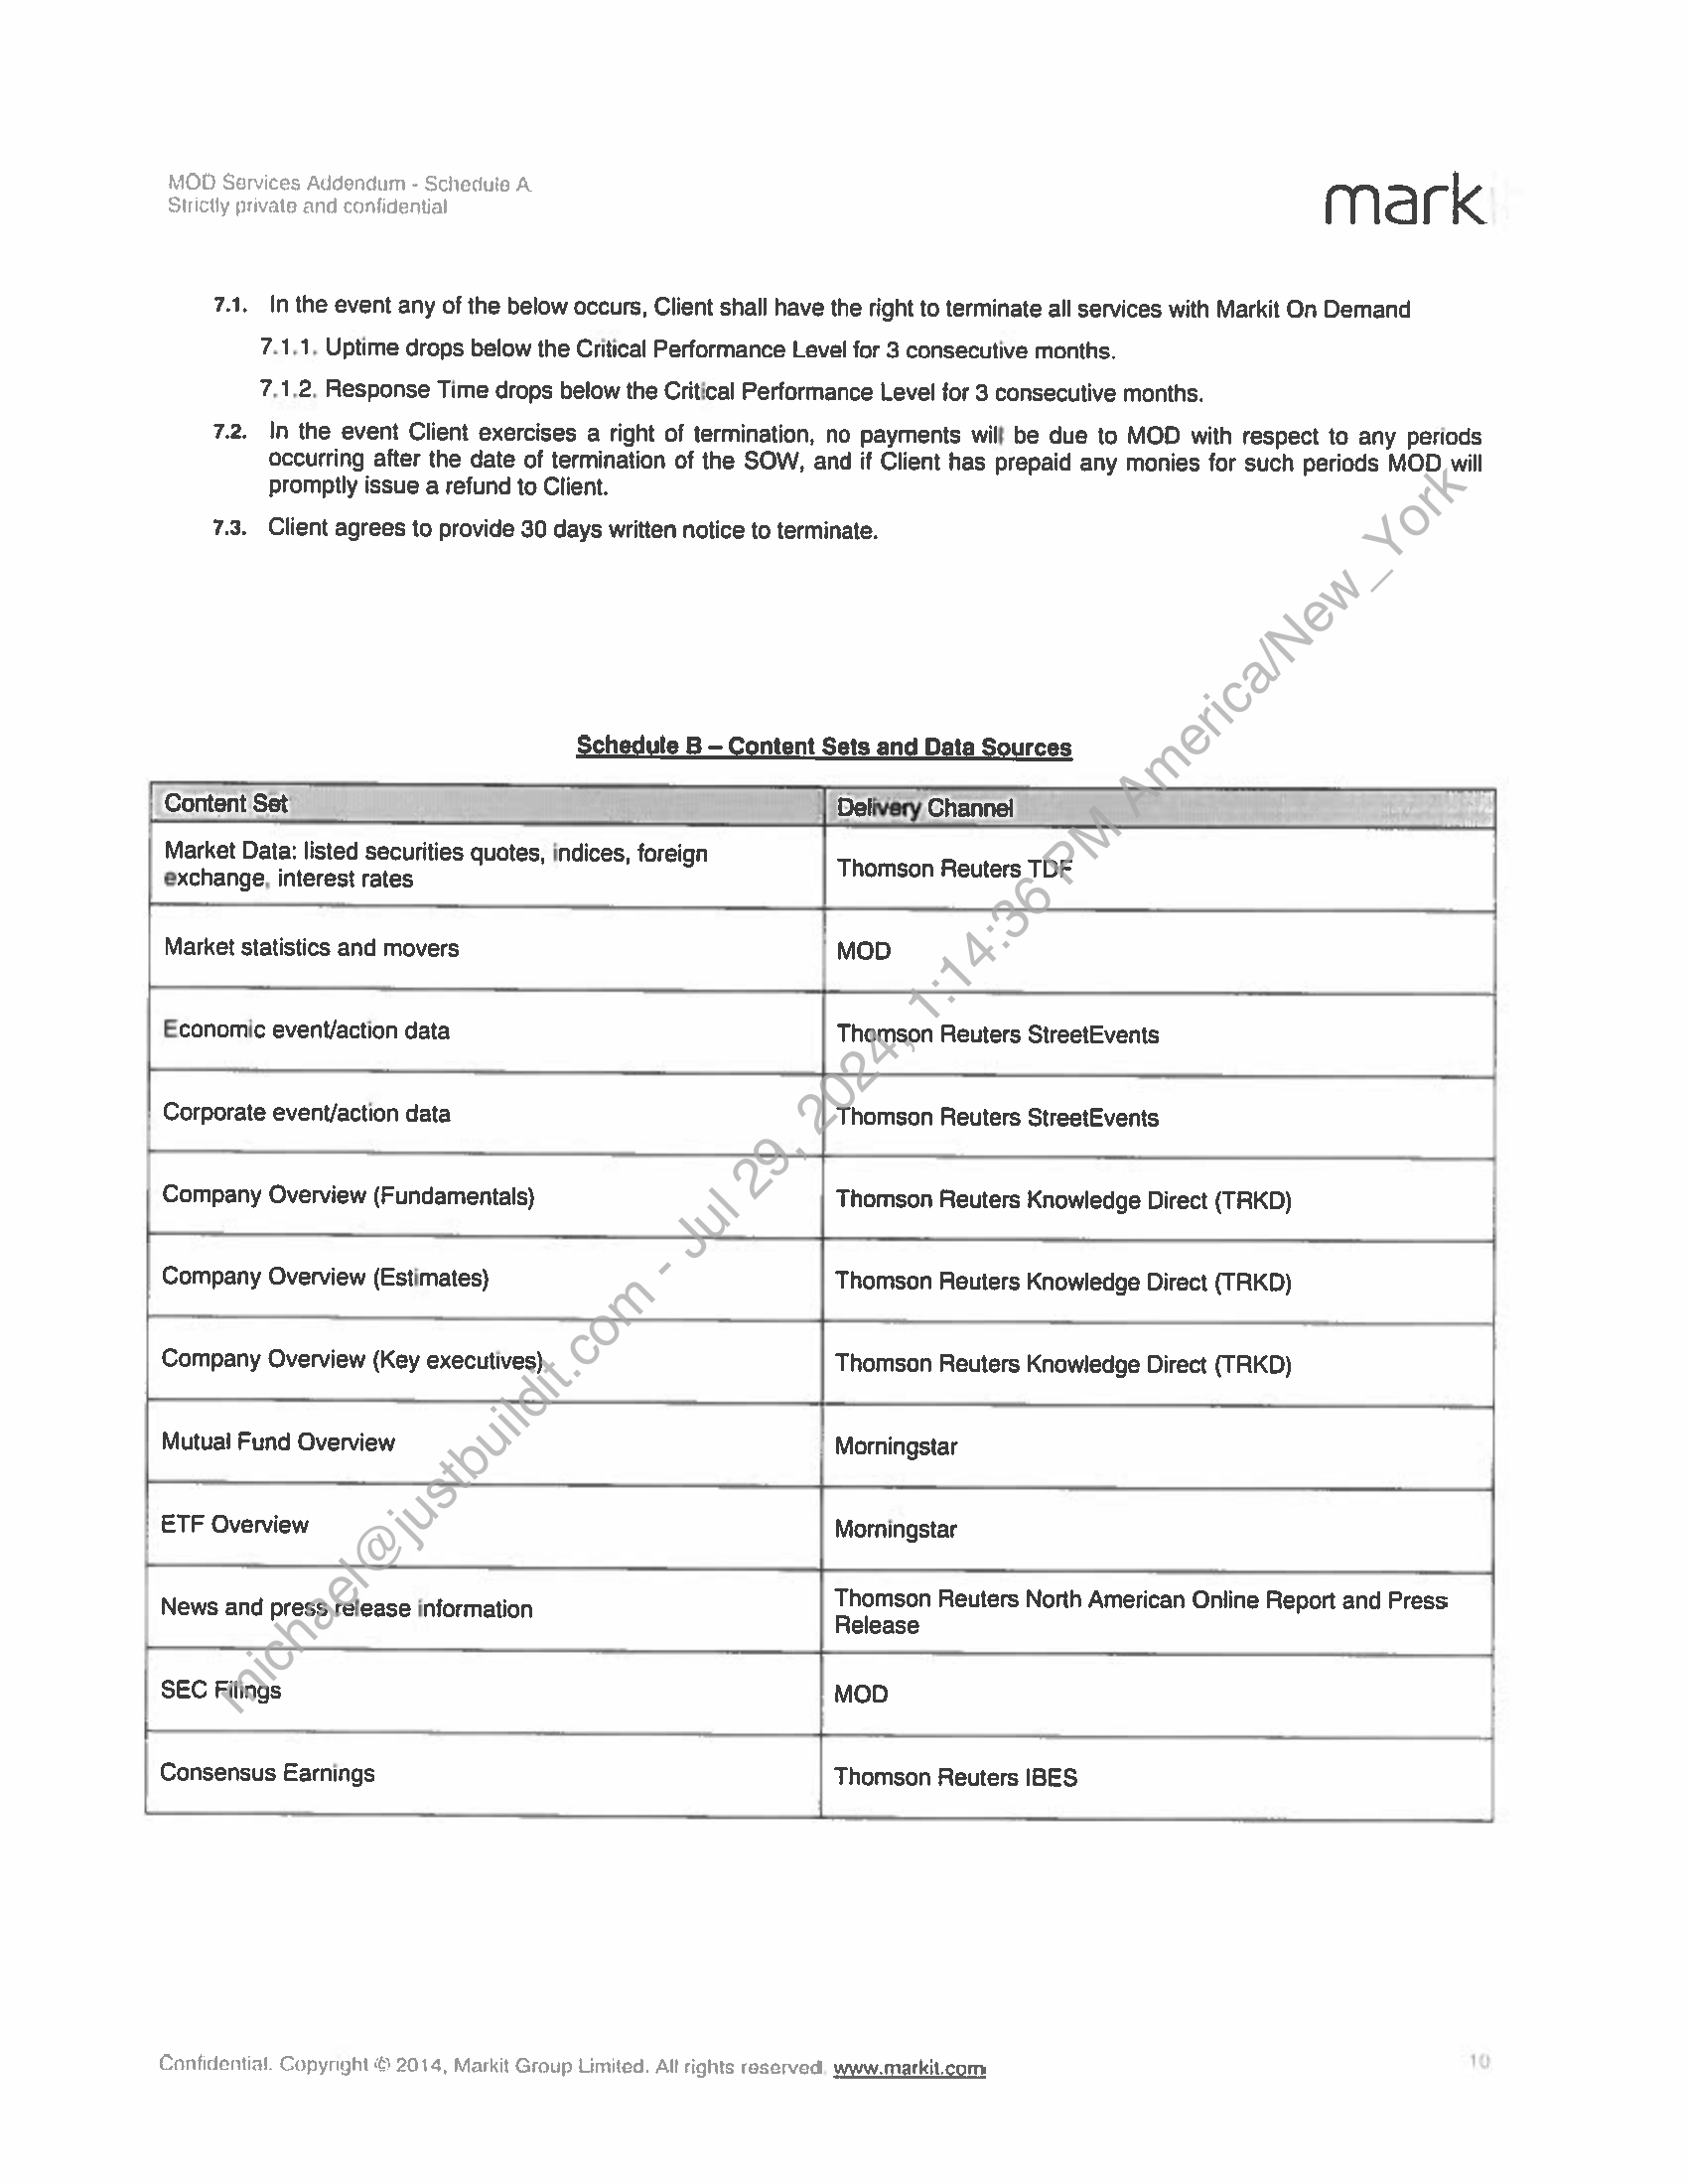 MOD Services Addendum - Schedule A
Strictly private and confidential
mark
7.1. In the event any of the below occurs, Client shall have the right to terminate all services with Markit On Demand
7.1.1. Uptime drops below the Critical Performance Level for 3 consecutive months.
7.1.2. Response Time drops below the Critical Performance Level for 3 consecutive months.
7.2. In the event Client exercises a right of termination, no payments will be due to MOD with respect to any periods
occurring after the date of termination of the SOW, and if Client has prepaid any monies for such periods MOD will
promptly issue a refund to Client.
7.3. Client agrees to provide 30 days written notice to terminate.
Schedule B – Content Sets and Data Sources
Content Set
Delivery Channel
Market Data: listed securities quotes, indices, foreign
exchange, interest rates
Thomson Reuters TDF
Market statistics and movers
MOD
Economic event/action data
Thomson Reuters StreetEvents
Corporate event/action data
Thomson Reuters StreetEvents
Company Overview (Fundamentals)
Thomson Reuters Knowledge Direct (TRKD)
Company Overview (Estimates)
Thomson Reuters Knowledge Direct (TRKD)
Company Overview (Key executives)
Thomson Reuters Knowledge Direct (TRKD)
Mutual Fund Overview
Morningstar
ETF Overview
Morningstar
News and press release information
Thomson Reuters North American Online Report and Press
Release
SEC Filings
MOD
Consensus Earnings
Thomson Reuters IBES
michael@justbuildit.com - Jul 29, 2024, 1:14:36 PM America/New_York
Confidential. Copyright © 2014, Markit Group Limited. All rights reserved. www.markit.com
10